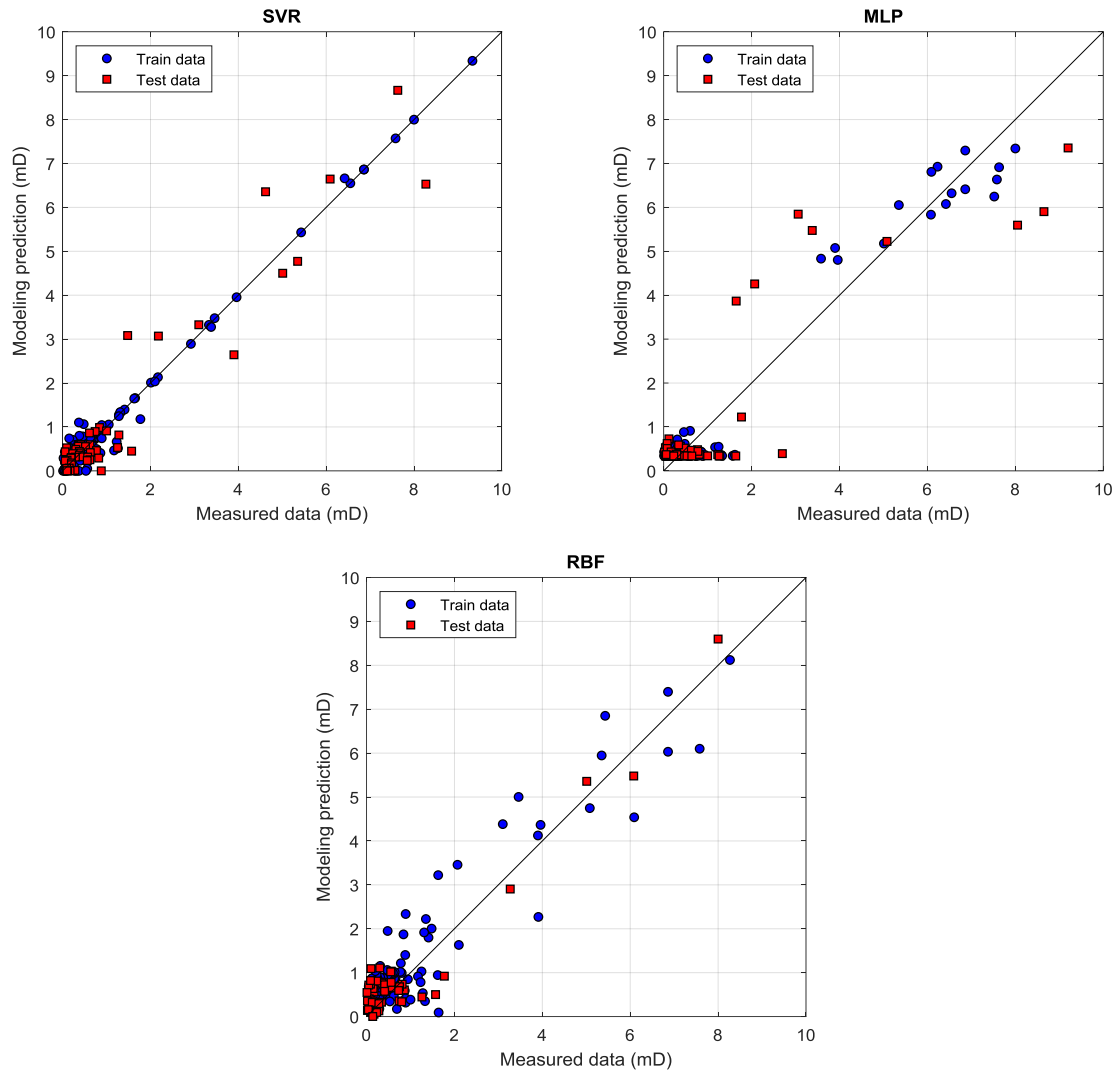 SVR
Train data
Test data
Modeling prediction (mD)
10
9
8
7
6
5
4
3
2
1
0
0 2 4 6 8 10
Measured data (mD)
MLP
Train data
Test data
Modeling prediction (mD)
10
9
8
7
6
5
4
3
2
1
0
0 2 4 6 8 10
Measured data (mD)
RBF
Train data
Test data
Modeling prediction (mD)
10
9
8
7
6
5
4
3
2
1
0
0 2 4 6 8 10
Measured data (mD)